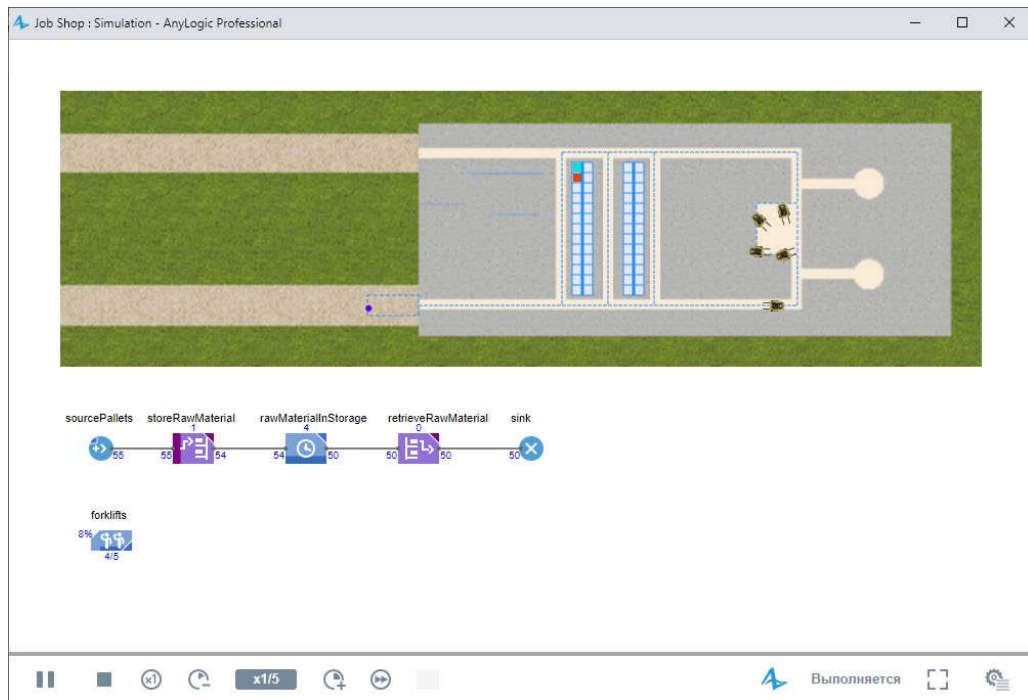 Job Shop : Simulation - AnyLogic Professional
sourcePallets storeRawMaterial rawMaterialInStorage retrieveRawMaterial sink
1 4 0
55 55 54 54 50 50 50 50
forklifts
8%
4/5
x1 x1/5 Выполняется